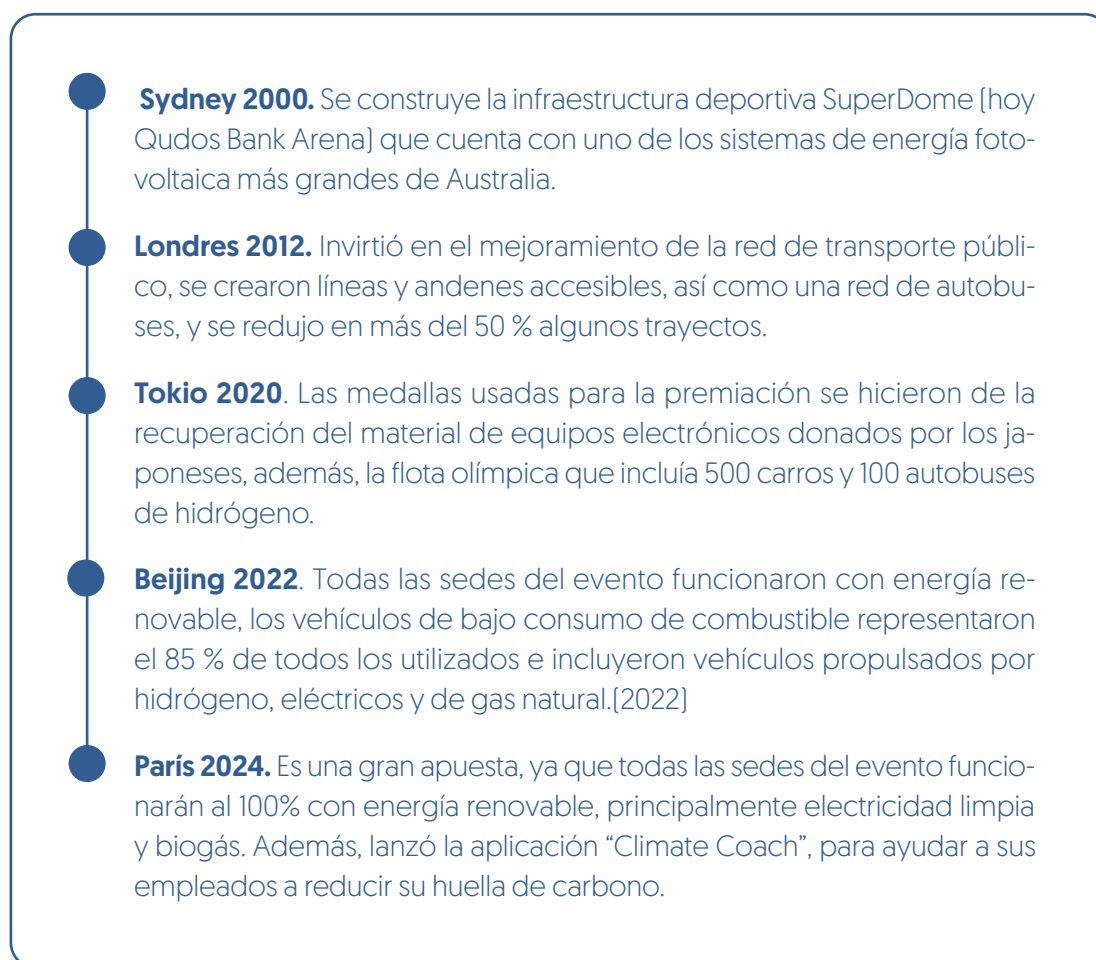 Sydney 2000. Se construye la infraestructura deportiva SuperDome (hoy
Qudos Bank Arena) que cuenta con uno de los sistemas de energía foto-
voltaica más grandes de Australia.
Londres 2012. Invirtió en el mejoramiento de la red de transporte públi-
co, se crearon líneas y andenes accesibles, así como una red de autobu-
ses, y se redujo en más del 50 % algunos trayectos.
Tokio 2020. Las medallas usadas para la premiación se hicieron de la
recuperación del material de equipos electrónicos donados por los ja-
poneses, además, la flota olímpica que incluía 500 carros y 100 autobuses
de hidrógeno.
Beijing 2022. Todas las sedes del evento funcionaron con energía re-
novable, los vehículos de bajo consumo de combustible representaron
el 85 % de todos los utilizados e incluyeron vehículos propulsados por
hidrógeno, eléctricos y de gas natural.(2022)
París 2024. Es una gran apuesta, ya que todas las sedes del evento funcio-
narán al 100% con energía renovable, principalmente electricidad limpia
y biogás. Además, lanzó la aplicación “Climate Coach”, para ayudar a sus
empleados a reducir su huella de carbono.